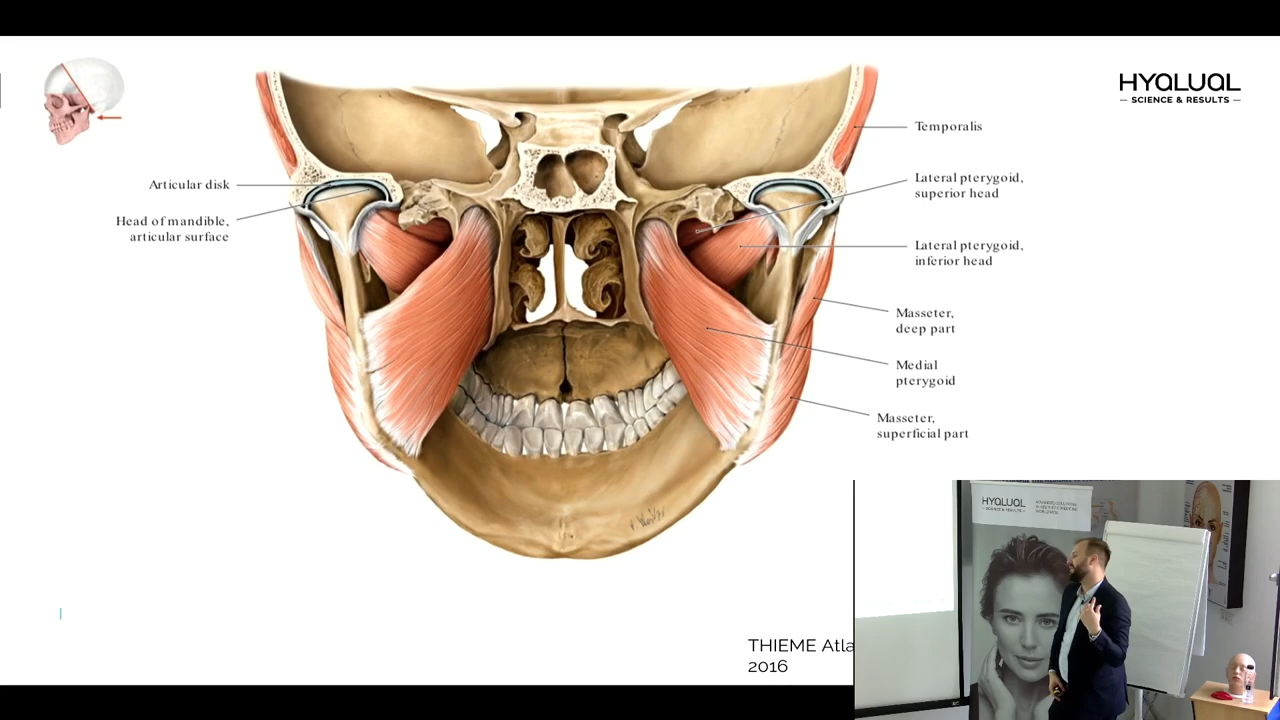 HYALUAL
SCIENCE & RESULTS
Temporalis
Articular disk
Lateral pterygoid,
superior head
Head of mandible,
articular surface
Lateral pterygoid,
inferior head
Masseter,
deep part
Medial
pterygoid
Masseter,
superficial part
THIEME Atla
2016
HYALUAL
SCIENCE & RESULTS